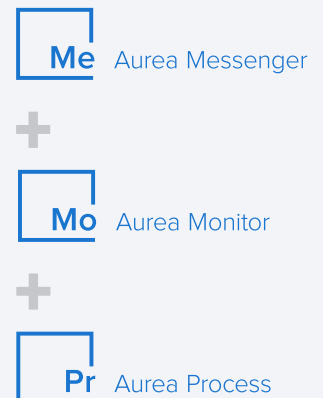 Me Aurea Messenger
+
Mo Aurea Monitor
+
Pr Aurea Process